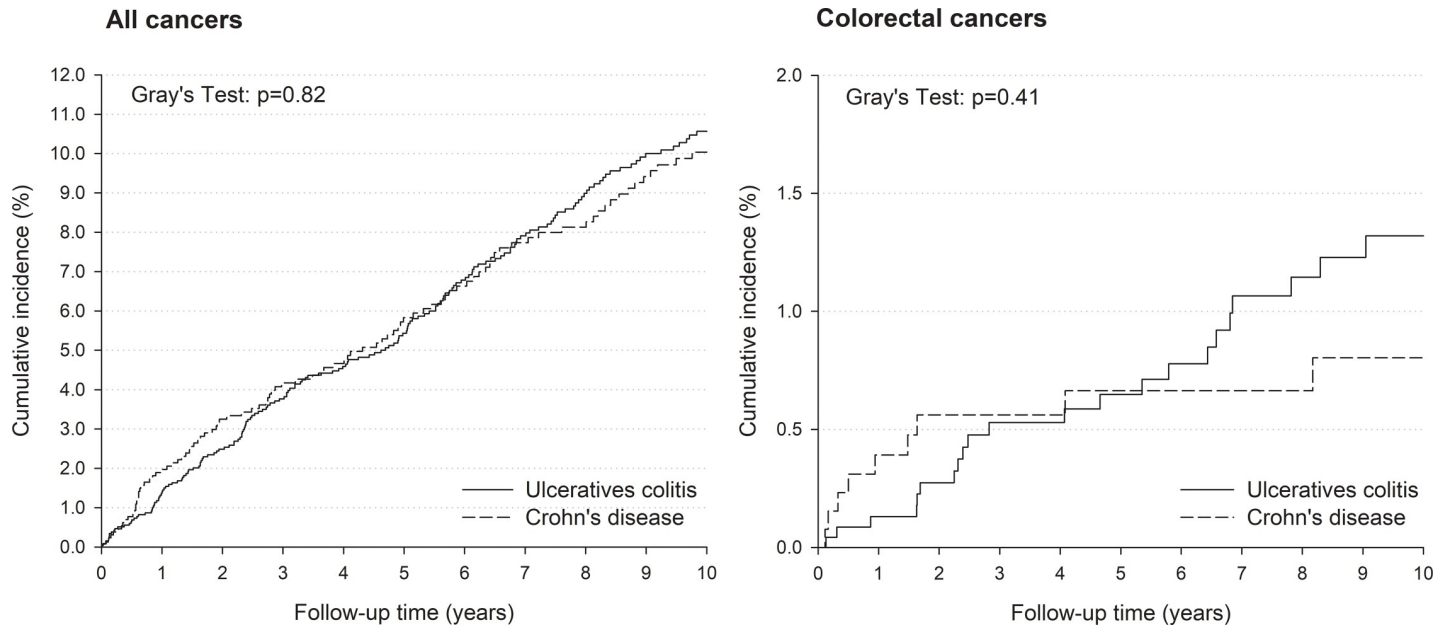 All cancers
Gray's Test: p=0.82
Cumulative incidence (%)
12.0
11.0
10.0
9.0
8.0
7.0
6.0
5.0
4.0
3.0
2.0
1.0
0.0
0 1 2 3 4 5 6 7 8 9 10
Follow-up time (years)
Ulceratives colitis
Crohn's disease
Colorectal cancers
Gray's Test: p=0.41
Cumulative incidence (%)
2.0
1.5
1.0
0.5
0.0
0 1 2 3 4 5 6 7 8 9 10
Follow-up time (years)
Ulceratives colitis
Crohn's disease